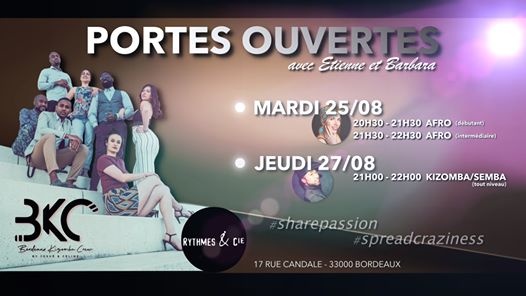 PORTES OUVERTES
avec Etienne et Barbara
MARDI 25/08
20H30 - 21H30 AFRO (débutant)
21H30 - 22H30 AFRO (intermédiaire)
JEUDI 27/08
21H00 - 22H00 KIZOMBA/SEMBA
(tout niveau)
BKC
Bordeaux Kizomba Crew
RYTHMES & CIE
#sharepassion
#spreadcraziness
17 RUE CANDALE - 33000 BORDEAUX